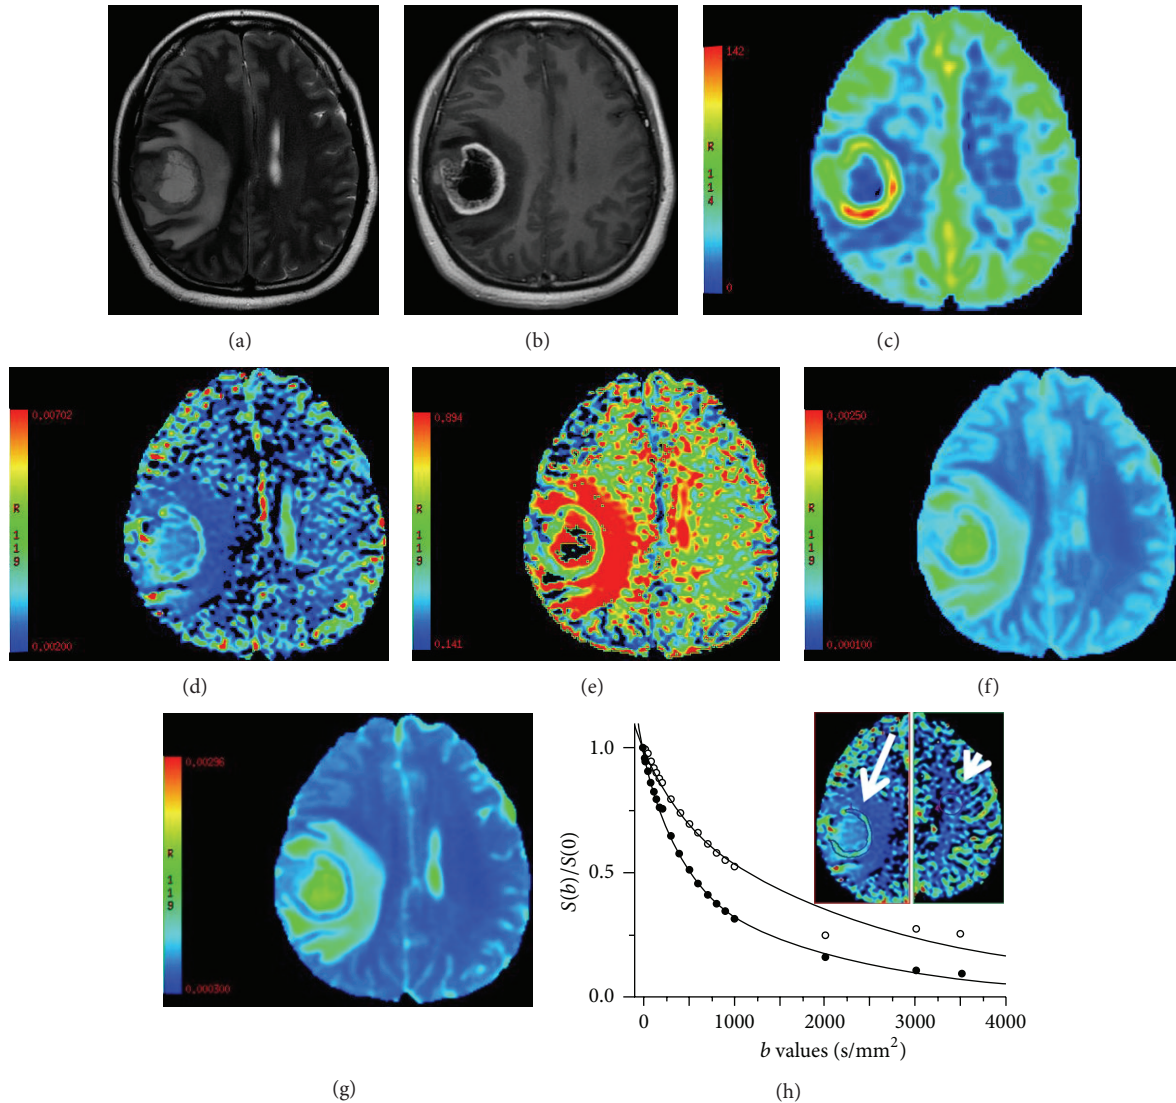 142
R
1
1
4
0
(a)
(b)
(c)
0.00702
R
1
1
9
0.00200
0.894
R
1
1
9
0.141
0.00250
R
1
1
9
0.000100
(d)
(e)
(f)
0.00296
R
1
1
9
0.000300
S(b)/S(0)
1.0
0.5
0.0
0 1000 2000 3000 4000
b values (s/mm²)
(g)
(h)